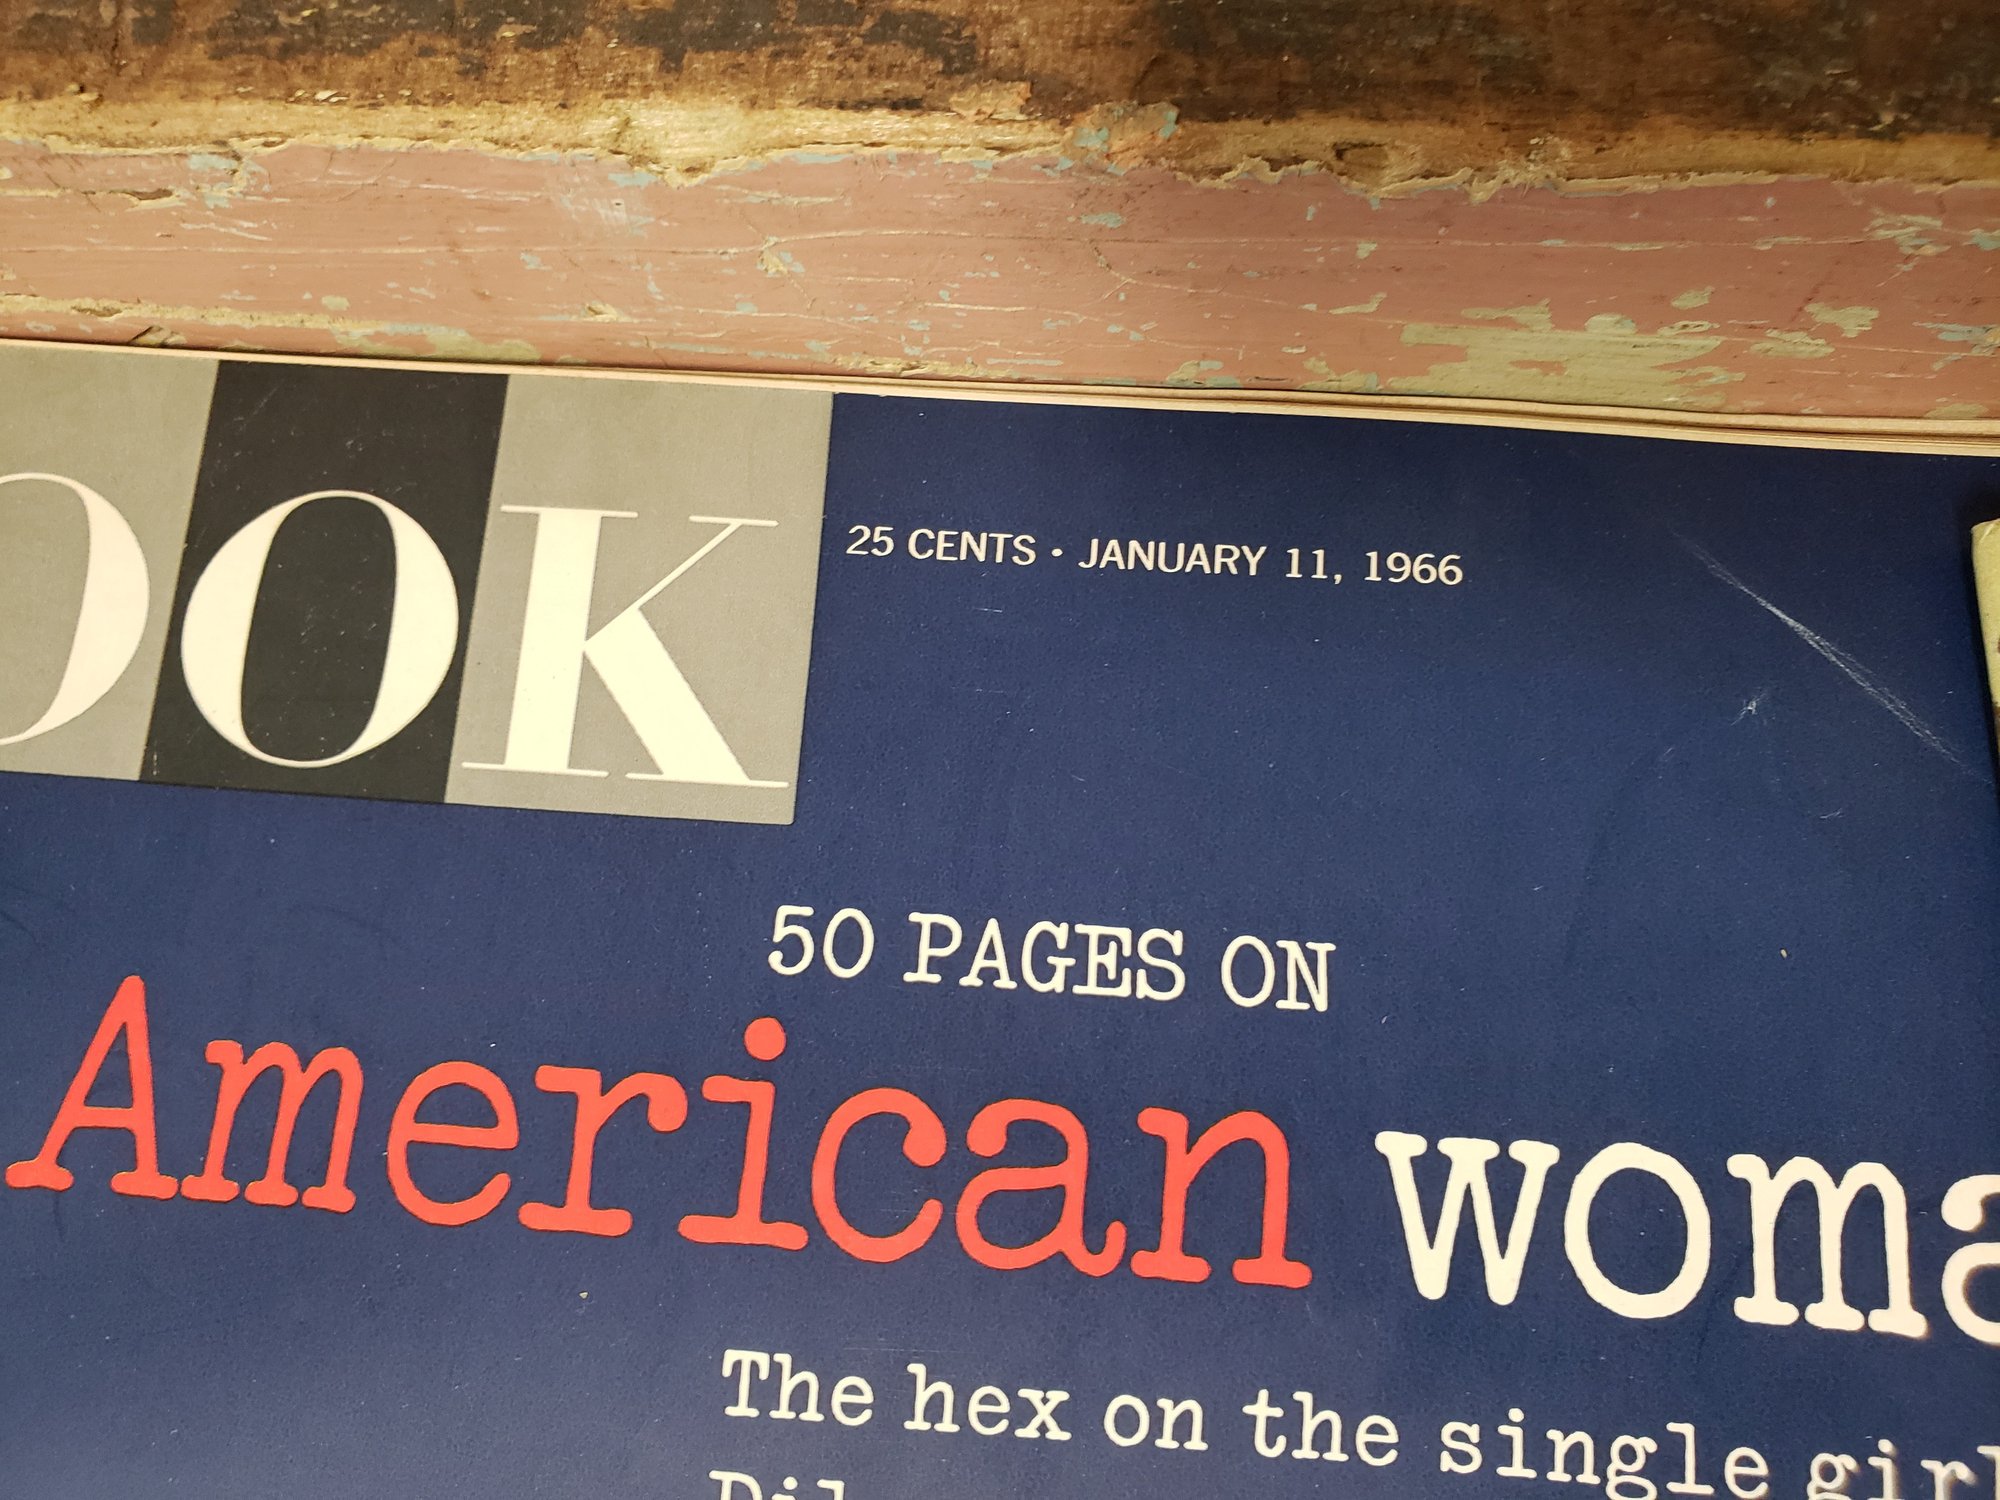 OOK
25 CENTS • JANUARY 11, 1966
50 PAGES ON
American woma
The hex on the single girl